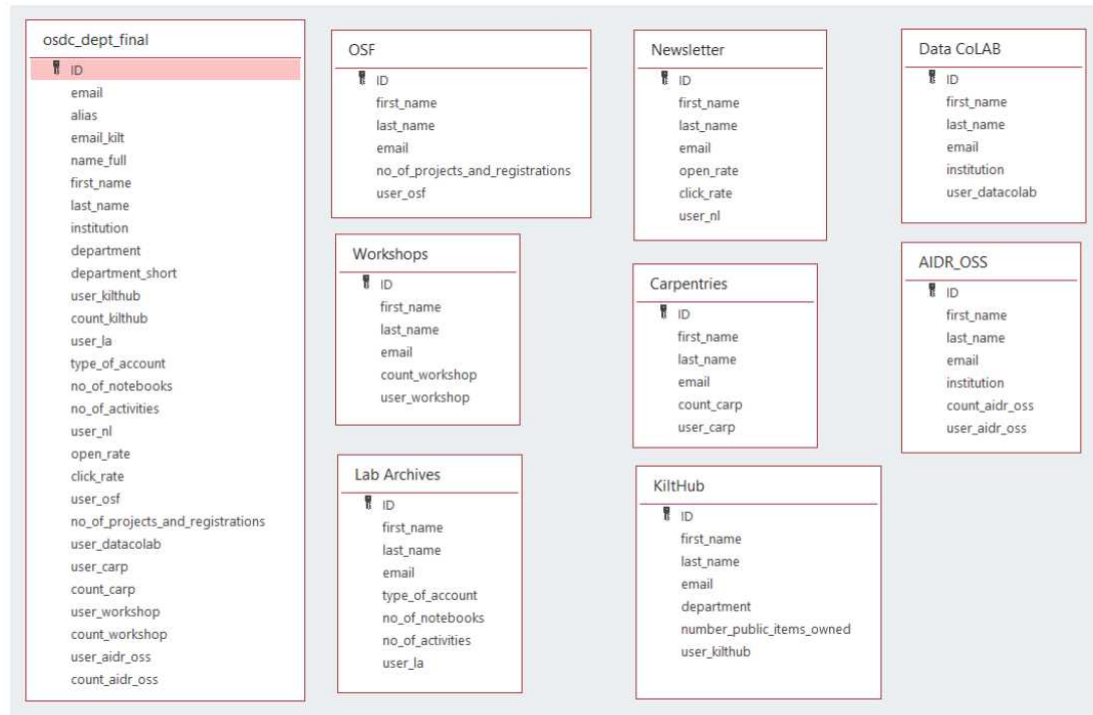 osdc_dept_final
ID
email
alias
email_kilt
name_full
first_name
last_name
institution
department
department_short
user_kilthub
count_kilthub
user_la
type_of_account
no_of_notebooks
no_of_activities
user_nl
open_rate
click_rate
user_osf
no_of_projects_and_registrations
user_datacolab
user_carp
count_carp
user_workshop
count_workshop
user_aidr_oss
count_aidr_oss
OSF
ID
first_name
last_name
email
no_of_projects_and_registrations
user_osf
Workshops
ID
first_name
last_name
email
count_workshop
user_workshop
Lab Archives
ID
first_name
last_name
email
type_of_account
no_of_notebooks
no_of_activities
user_la
Newsletter
ID
first_name
last_name
email
open_rate
click_rate
user_nl
Carpentries
ID
first_name
last_name
email
count_carp
user_carp
KiltHub
ID
first_name
last_name
email
department
number_public_items_owned
user_kilthub
Data CoLAB
ID
first_name
last_name
email
institution
user_datacolab
AIDR_OSS
ID
first_name
last_name
email
institution
count_aidr_oss
user_aidr_oss